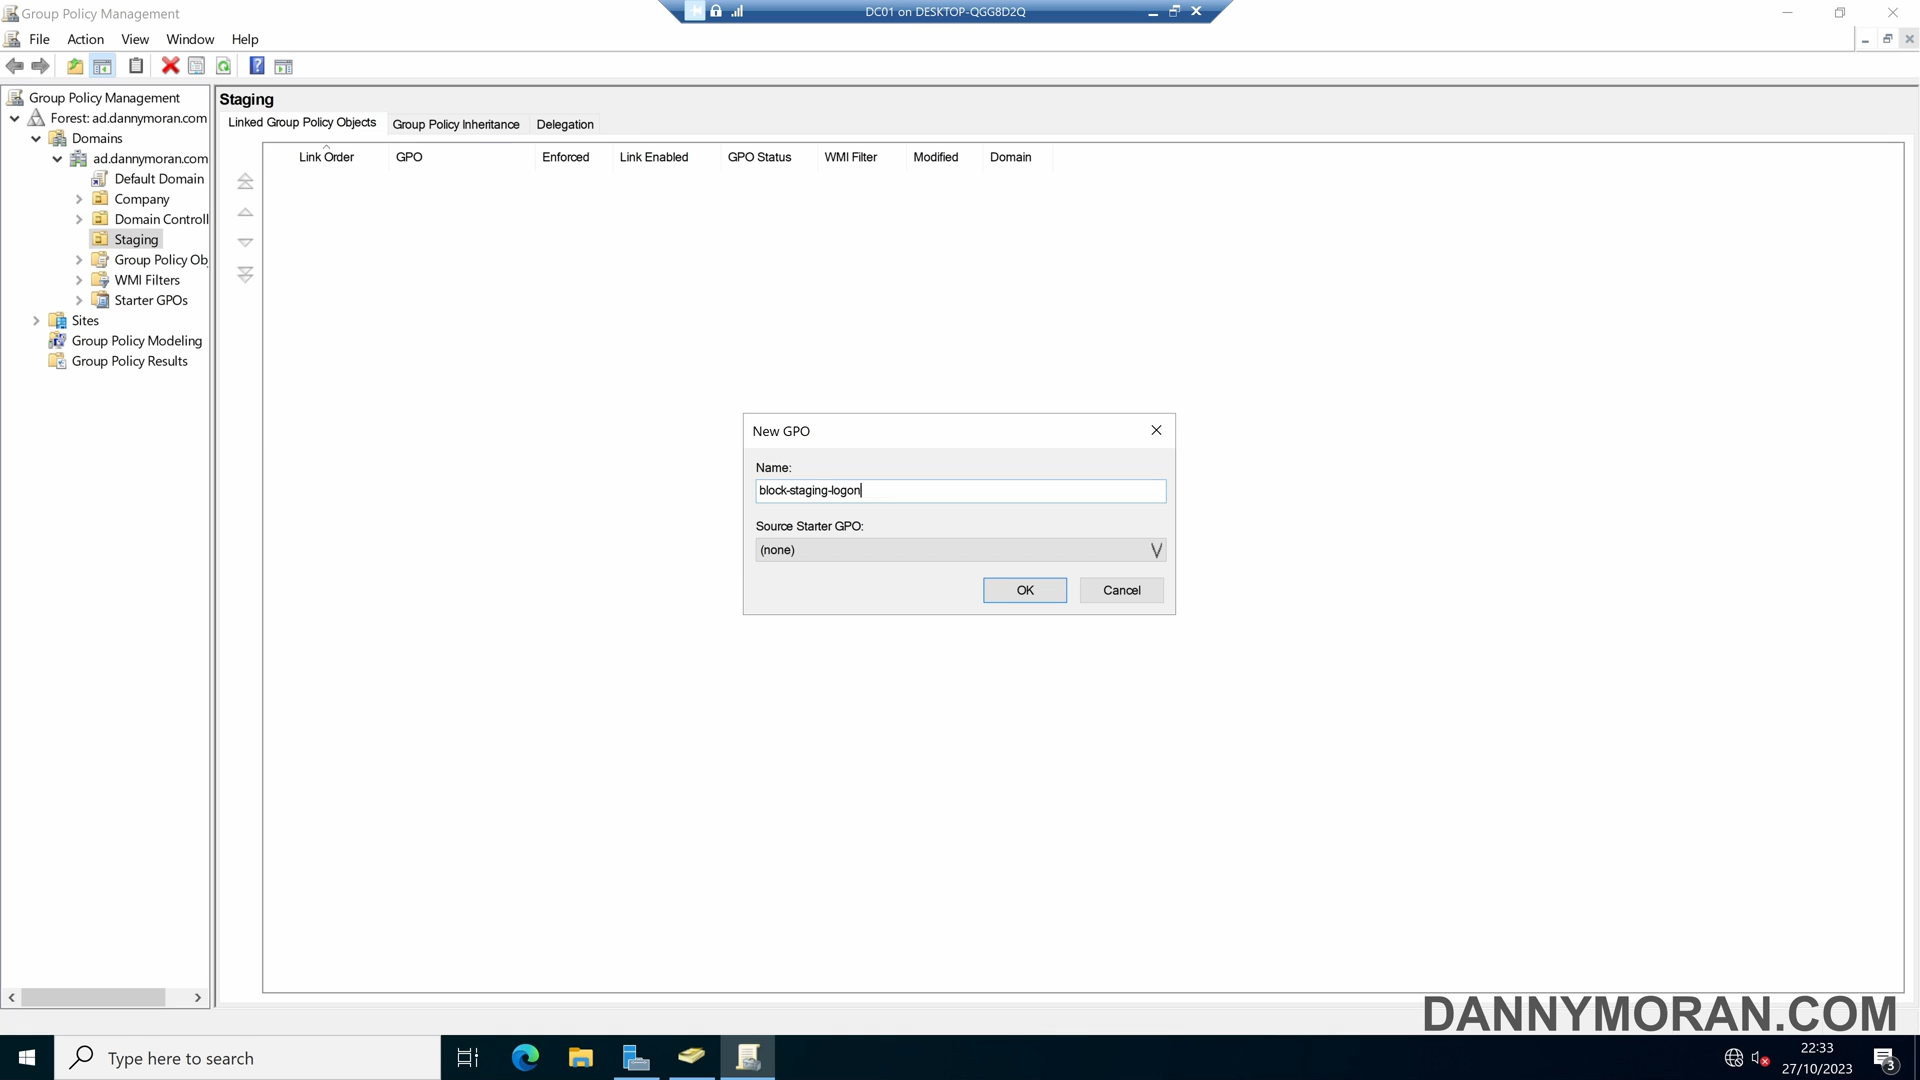 Group Policy Management
DC01 on DESKTOP-QGG8D2Q
File Action View Window Help
Group Policy Management
Forest: ad.dannymoran.com
Domains
ad.dannymoran.com
Default Domain
Company
Domain Controll
Staging
Group Policy Ob
WMI Filters
Starter GPOs
Sites
Group Policy Modeling
Group Policy Results
Staging
Linked Group Policy Objects Group Policy Inheritance Delegation
Link Order GPO Enforced Link Enabled GPO Status WMI Filter Modified Domain
New GPO
Name:
block-staging-logon
Source Starter GPO:
(none)
OK Cancel
DANNYMORAN.COM
Type here to search
22:33
27/10/2023
3